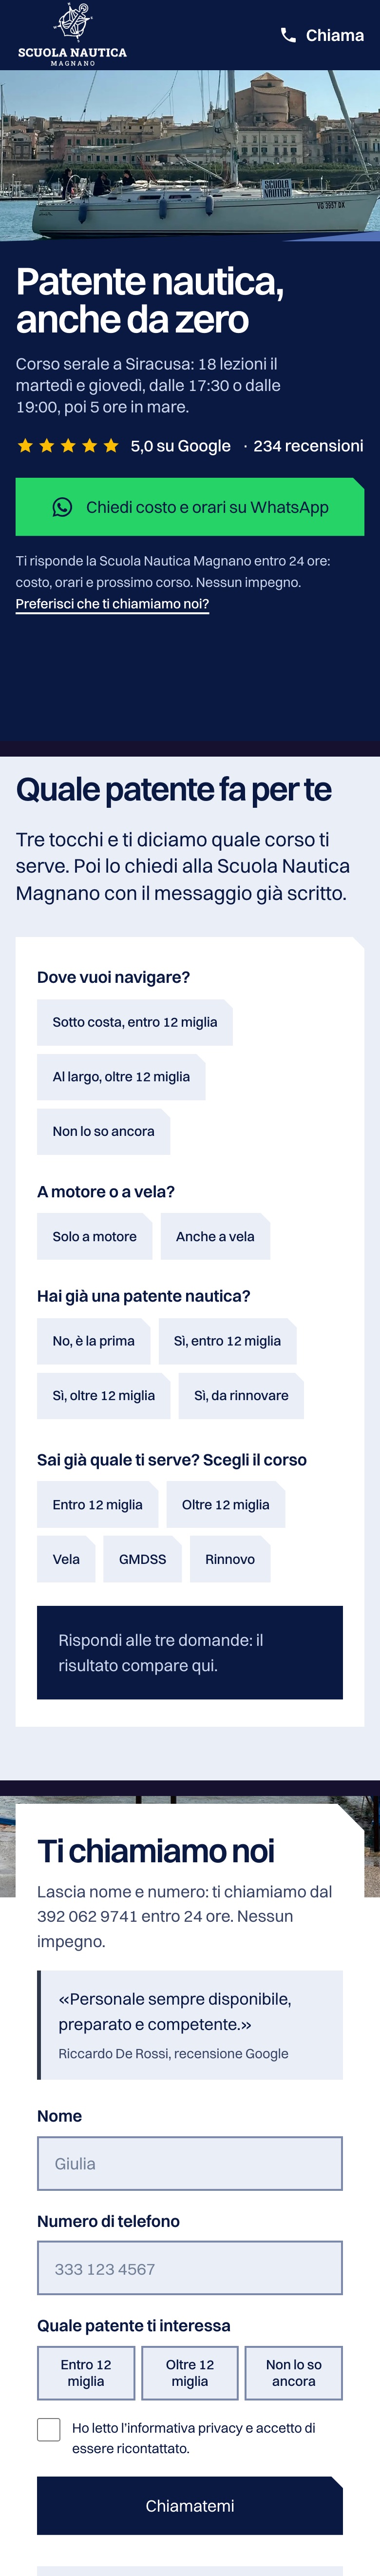 SCUOLA NAUTICA
MAGNANO
Chiama
SCUOLA
NAUTICA
VG 3957 DX
Patente nautica,
anche da zero
Corso serale a Siracusa: 18 lezioni il
martedì e giovedì, dalle 17:30 o dalle
19:00, poi 5 ore in mare.
5,0 su Google · 234 recensioni
Chiedi costo e orari su WhatsApp
Ti risponde la Scuola Nautica Magnano entro 24 ore:
costo, orari e prossimo corso. Nessun impegno.
Preferisci che ti chiamiamo noi?
Quale patente fa per te
Tre tocchi e ti diciamo quale corso ti
serve. Poi lo chiedi alla Scuola Nautica
Magnano con il messaggio già scritto.
Dove vuoi navigare?
Sotto costa, entro 12 miglia
Al largo, oltre 12 miglia
Non lo so ancora
A motore o a vela?
Solo a motore
Anche a vela
Hai già una patente nautica?
No, è la prima
Sì, entro 12 miglia
Sì, oltre 12 miglia
Sì, da rinnovare
Sai già quale ti serve? Scegli il corso
Entro 12 miglia
Oltre 12 miglia
Vela
GMDSS
Rinnovo
Rispondi alle tre domande: il
risultato compare qui.
Ti chiamiamo noi
Lascia nome e numero: ti chiamiamo dal
392 062 9741 entro 24 ore. Nessun
impegno.
«Personale sempre disponibile,
preparato e competente.»
Riccardo De Rossi, recensione Google
Nome
Giulia
Numero di telefono
333 123 4567
Quale patente ti interessa
Entro 12
miglia
Oltre 12
miglia
Non lo so
ancora
Ho letto l'informativa privacy e accetto di
essere ricontattato.
Chiamatemi